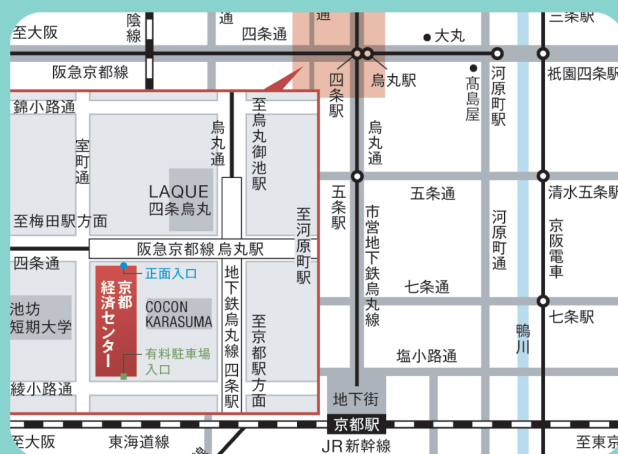 陰線
通
通
三条駅
至大阪
四条通
大丸
阪急京都線
四条駅
烏丸駅
髙島屋
河原町駅
祇園四条駅
錦小路通
室町通
烏丸通
至烏丸御池駅
烏丸通
LAQUE
四条烏丸
五条駅
五条通
清水五条駅
至梅田駅方面
阪急京都線烏丸駅
至河原町駅
市営地下鉄烏丸線
河原町通
京阪電車
四条通
正面入口
京都
経済センター
COCON
KARASUMA
地下鉄烏丸線 四条駅
至京都駅方面
池坊
短期大学
有料駐車場
入口
七条通
七条駅
鴨川
塩小路通
綾小路通
地下街
京都駅
至大阪
東海道線
JR新幹線
至東京